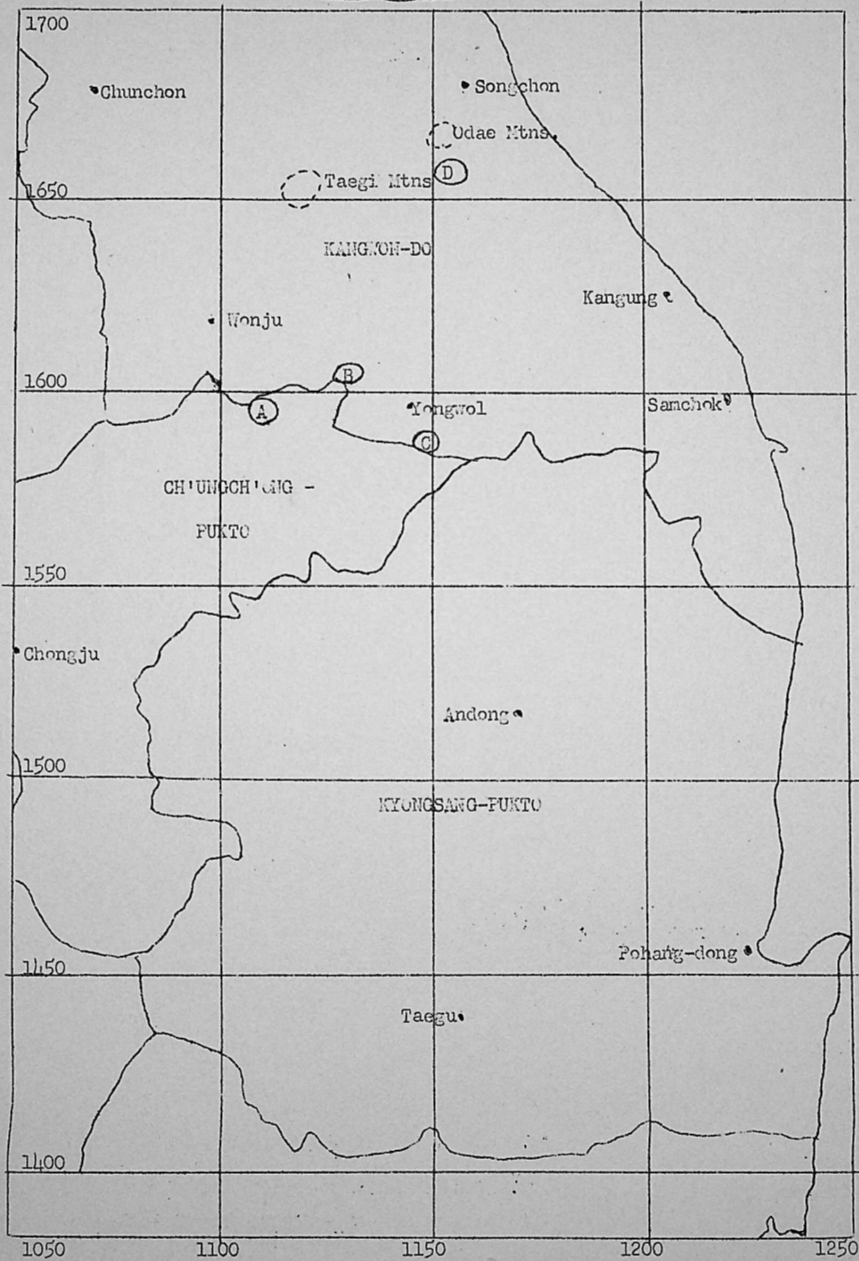 1700
Chunchon
Songchon
Odae Mtns.
Taegi Mtns
D
1650
KANGWON-DO
Kangung
Wonju
B
1600
A
Yongwol
Samchok
C
CH'UNGCH'ONG -
PUKTO
1550
Chongju
Andong
1500
KYONGSANG-PUKTO
Pohang-dong
1450
Taegu
1400
1050
1100
1150
1200
1250